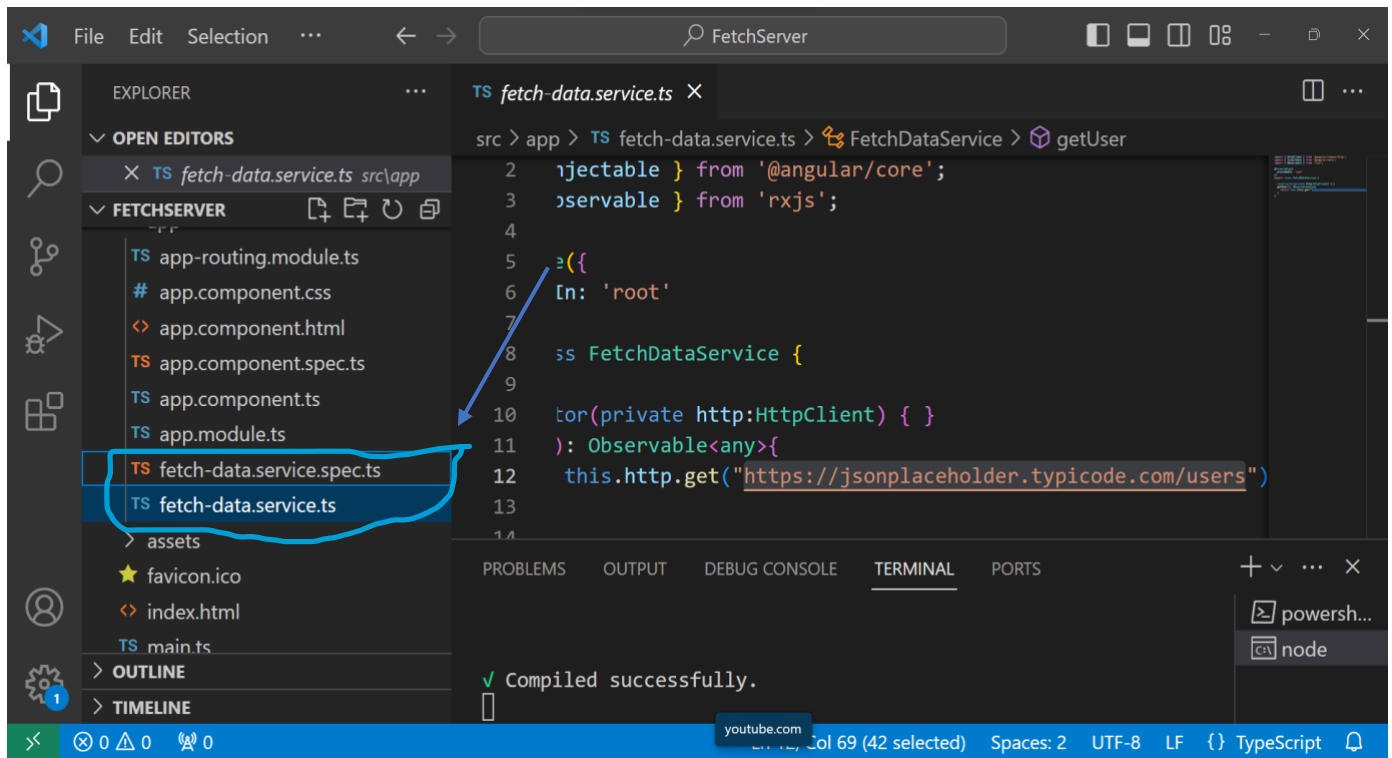 File Edit Selection ··· FetchServer
EXPLORER ···
OPEN EDITORS
TS fetch-data.service.ts src\app
FETCHSERVER
TS app-routing.module.ts
# app.component.css
<> app.component.html
TS app.component.spec.ts
TS app.component.ts
TS app.module.ts
TS fetch-data.service.spec.ts
TS fetch-data.service.ts
> assets
favicon.ico
<> index.html
TS main.ts
> OUTLINE
> TIMELINE
TS fetch-data.service.ts
src > app > TS fetch-data.service.ts > FetchDataService > getUser
2 njectable } from '@angular/core';
3 bservable } from 'rxjs';
4
5 e({
6 In: 'root'
7
8 ss FetchDataService {
9
10 tor(private http:HttpClient) { }
11 ): Observable<any>{
12 this.http.get("https://jsonplaceholder.typicode.com/users")
13
14
PROBLEMS OUTPUT DEBUG CONSOLE TERMINAL PORTS
√ Compiled successfully.
powersh...
node
youtube.com
1
0 0 0 Col 69 (42 selected) Spaces: 2 UTF-8 LF {} TypeScript